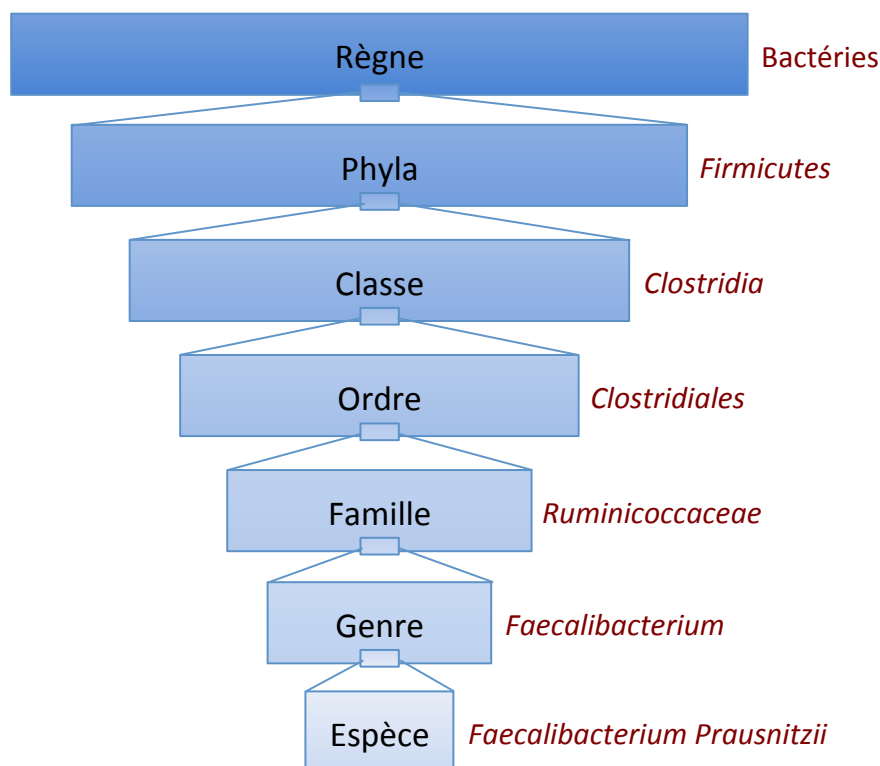 Règne Bactéries
Phyla Firmicutes
Classe Clostridia
Ordre Clostridiales
Famille Ruminicoccaceae
Genre Faecalibacterium
Espèce Faecalibacterium Prausnitzii